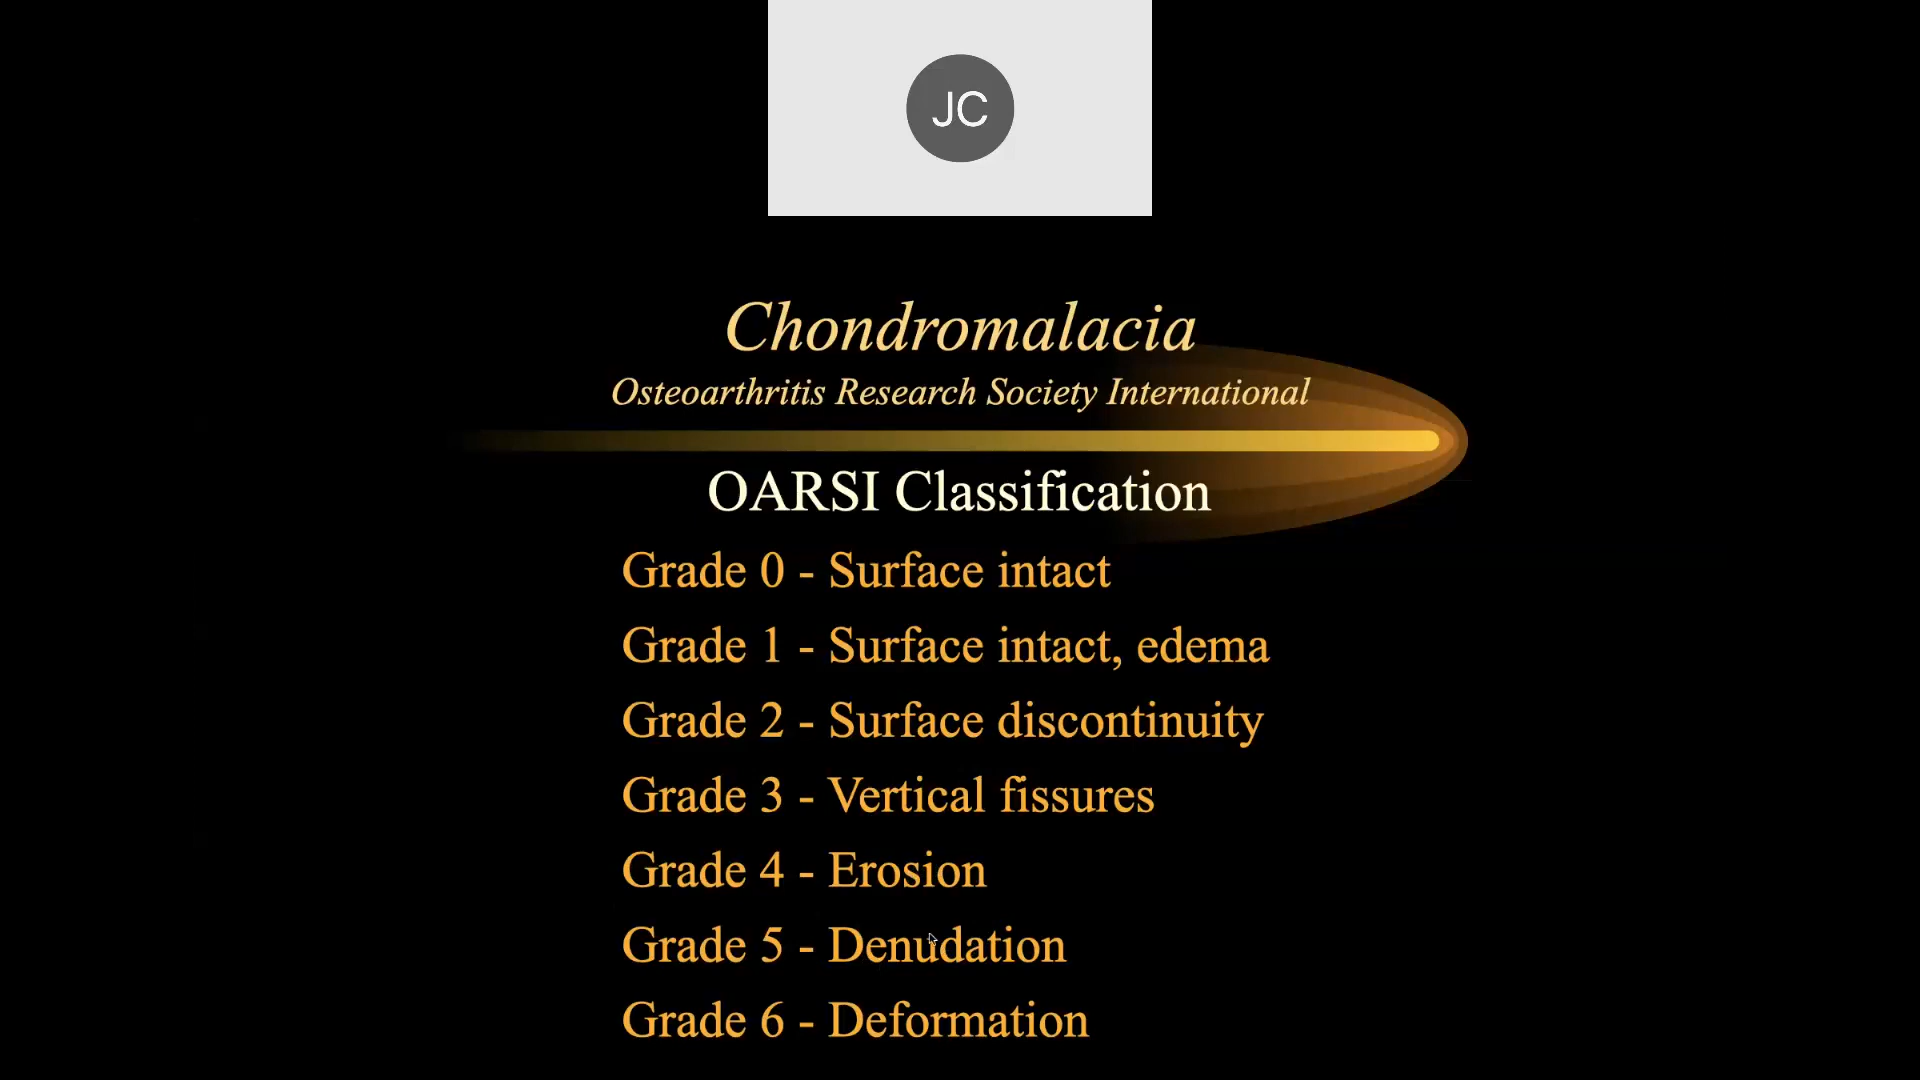 JC
Chondromalacia
Osteoarthritis Research Society International
OARSI Classification
Grade 0 - Surface intact
Grade 1 - Surface intact, edema
Grade 2 - Surface discontinuity
Grade 3 - Vertical fissures
Grade 4 - Erosion
Grade 5 - Denudation
Grade 6 - Deformation